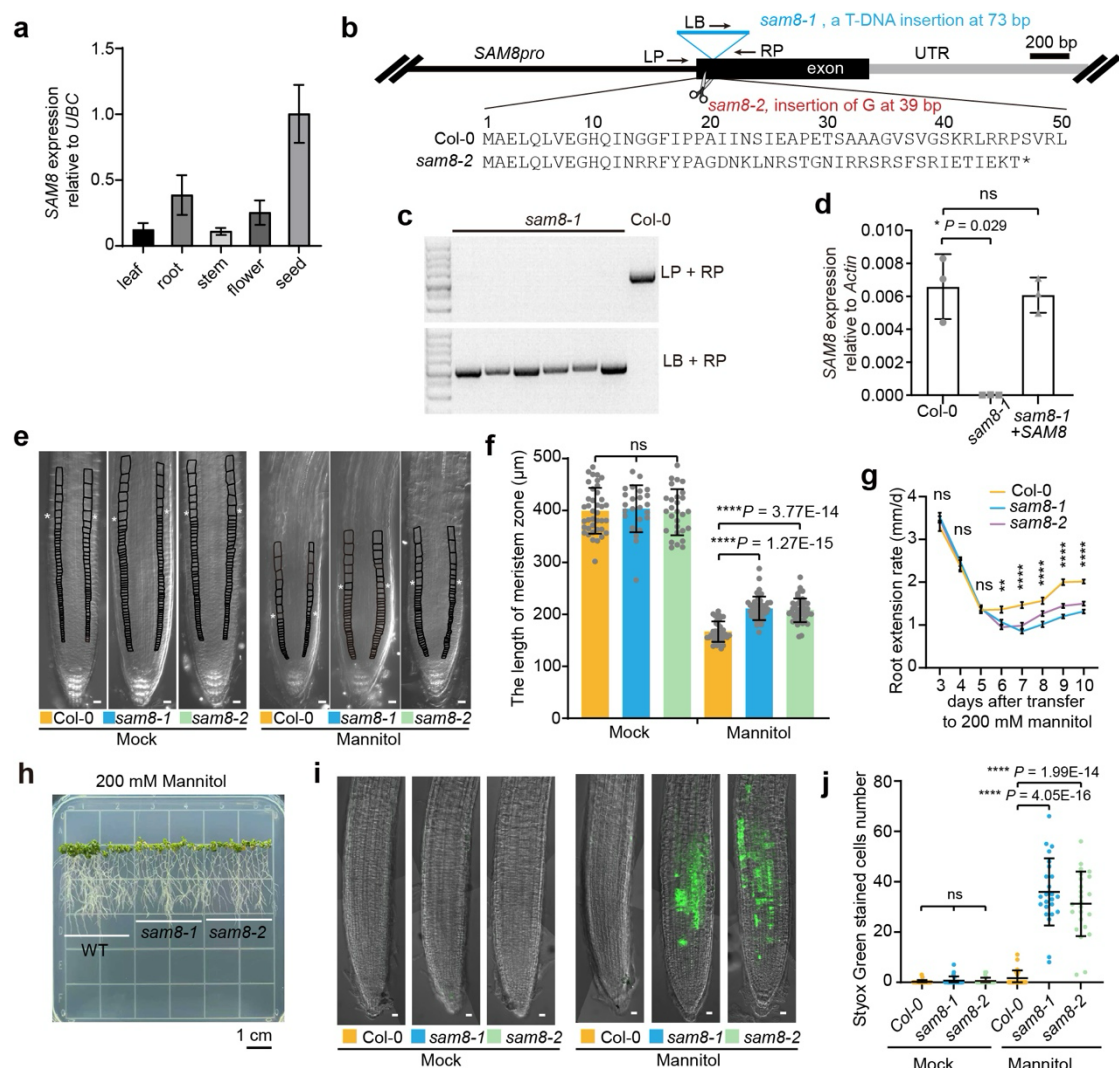 a
SAM8 expression
relative to UBC
1.5
1.0
0.5
0.0
leaf
root
stem
flower
seed
b
LB
sam8-1 , a T-DNA insertion at 73 bp
SAM8pro
LP
RP
UTR
200 bp
exon
sam8-2, insertion of G at 39 bp
1 10 20 30 40 50
Col-0 MAELQLVEGHQINGGFIPPAIINSIEAPETSAAAGVSVGSKRLRRPSVRL
sam8-2 MAELQLVEGHQINRRFYPAGDNKLNRSTGNIRRSRSFSRIETIEKT*
c
sam8-1
Col-0
LP + RP
LB + RP
d
ns
* P = 0.029
SAM8 expression
relative to Actin
0.010
0.008
0.006
0.004
0.002
0.000
Col-0
sam8-1
sam8-1
+SAM8
e
* * * * * *
* * * * * *
Col-0 sam8-1 sam8-2
Mock
Col-0 sam8-1 sam8-2
Mannitol
f
The length of meristem zone (μm)
500
400
300
200
100
0
ns
**** P = 3.77E-14
**** P = 1.27E-15
Mock
Mannitol
g
Root extension rate (mm/d)
4
3
2
1
0
ns
ns
ns
**
****
****
****
****
Col-0
sam8-1
sam8-2
3 4 5 6 7 8 9 10
days after transfer
to 200 mM mannitol
h
200 mM Mannitol
WT
sam8-1
sam8-2
1 cm
i
Col-0 sam8-1 sam8-2
Mock
Col-0 sam8-1 sam8-2
Mannitol
j
Styox Green stained cells number
80
60
40
20
0
**** P = 1.99E-14
**** P = 4.05E-16
ns
Col-0
sam8-1
sam8-2
Col-0
sam8-1
sam8-2
Mock
Mannitol